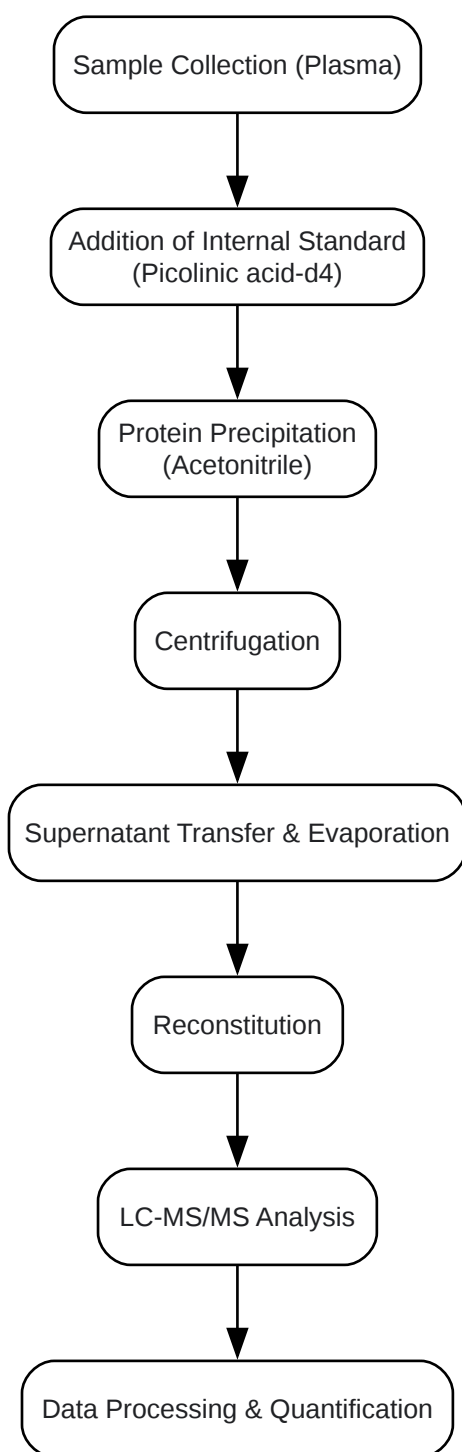 Sample Collection (Plasma)
Addition of Internal Standard
(Picolinic acid-d4)
Protein Precipitation
(Acetonitrile)
Centrifugation
Supernatant Transfer & Evaporation
Reconstitution
LC-MS/MS Analysis
Data Processing & Quantification